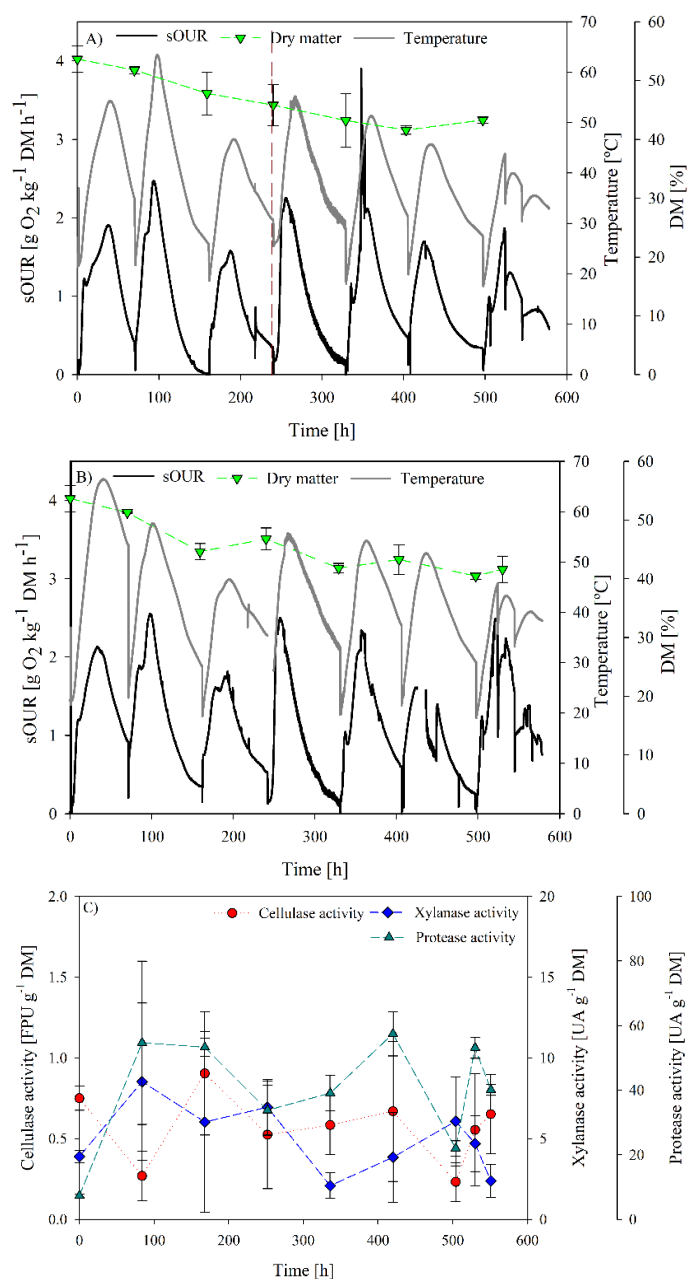 A) sOUR Dry matter Temperature
4
3
2
1
0
sOUR [g O2 kg-1 DM h-1]
70
60
50
40
30
20
10
0
Temperature [ºC]
60
50
40
30
20
10
0
DM [%]
0 100 200 300 400 500 600
Time [h]
B) sOUR Dry matter Temperature
4
3
2
1
0
sOUR [g O2 kg-1 DM h-1]
70
60
50
40
30
20
10
0
Temperature [ºC]
60
50
40
30
20
10
0
DM [%]
0 100 200 300 400 500 600
Time [h]
C) Cellulase activity Xylanase activity
Protease activity
2.0
1.5
1.0
0.5
0.0
Cellulase activity [FPU g-1 DM]
20
15
10
5
0
Xylanase activity [UA g-1 DM]
100
80
60
40
20
0
Protease activity [UA g-1 DM]
0 100 200 300 400 500 600
Time [h]